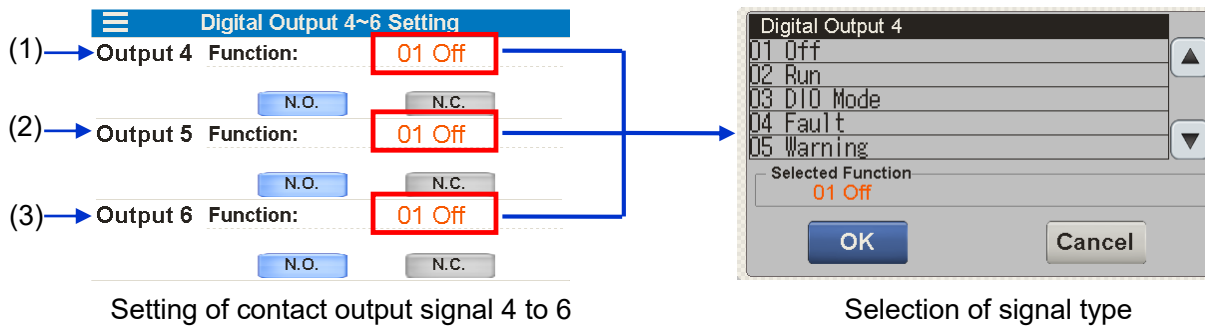 Digital Output 4~6 Setting
(1) Output 4 Function: 01 Off
N.O. N.C.
(2) Output 5 Function: 01 Off
N.O. N.C.
(3) Output 6 Function: 01 Off
N.O. N.C.
Setting of contact output signal 4 to 6
Digital Output 4
01 Off
02 Run
03 DIO Mode
04 Fault
05 Warning
Selected Function
01 Off
OK Cancel
Selection of signal type